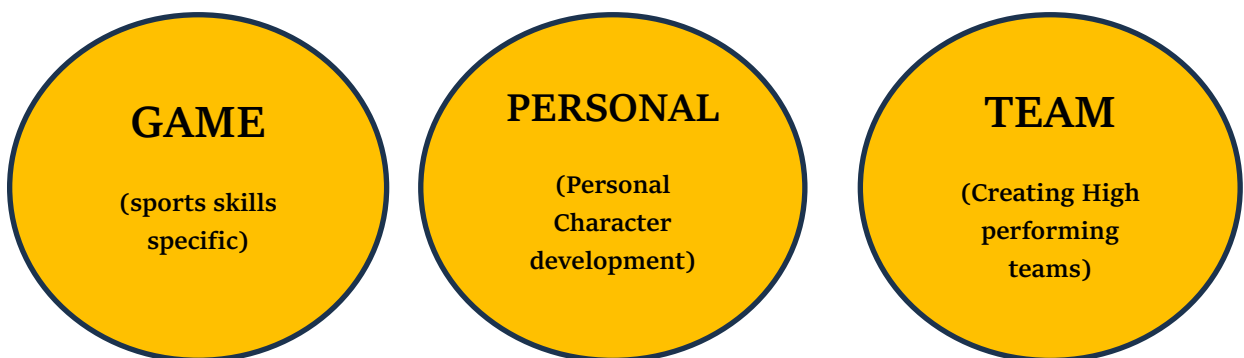 GAME
(sports skills
specific)
PERSONAL
(Personal
Character
development)
TEAM
(Creating High
performing
teams)